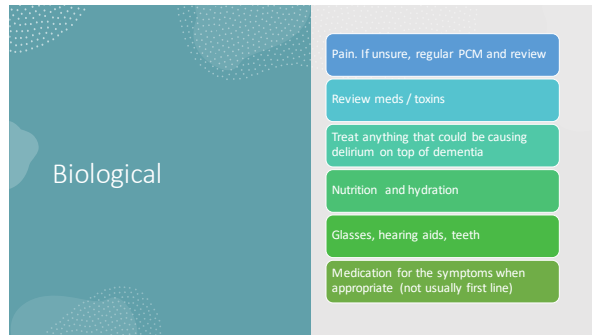 Biological
Pain. If unsure, regular PCM and review
Review meds / toxins
Treat anything that could be causing
delirium on top of dementia
Nutrition and hydration
Glasses, hearing aids, teeth
Medication for the symptoms when
appropriate (not usually first line)